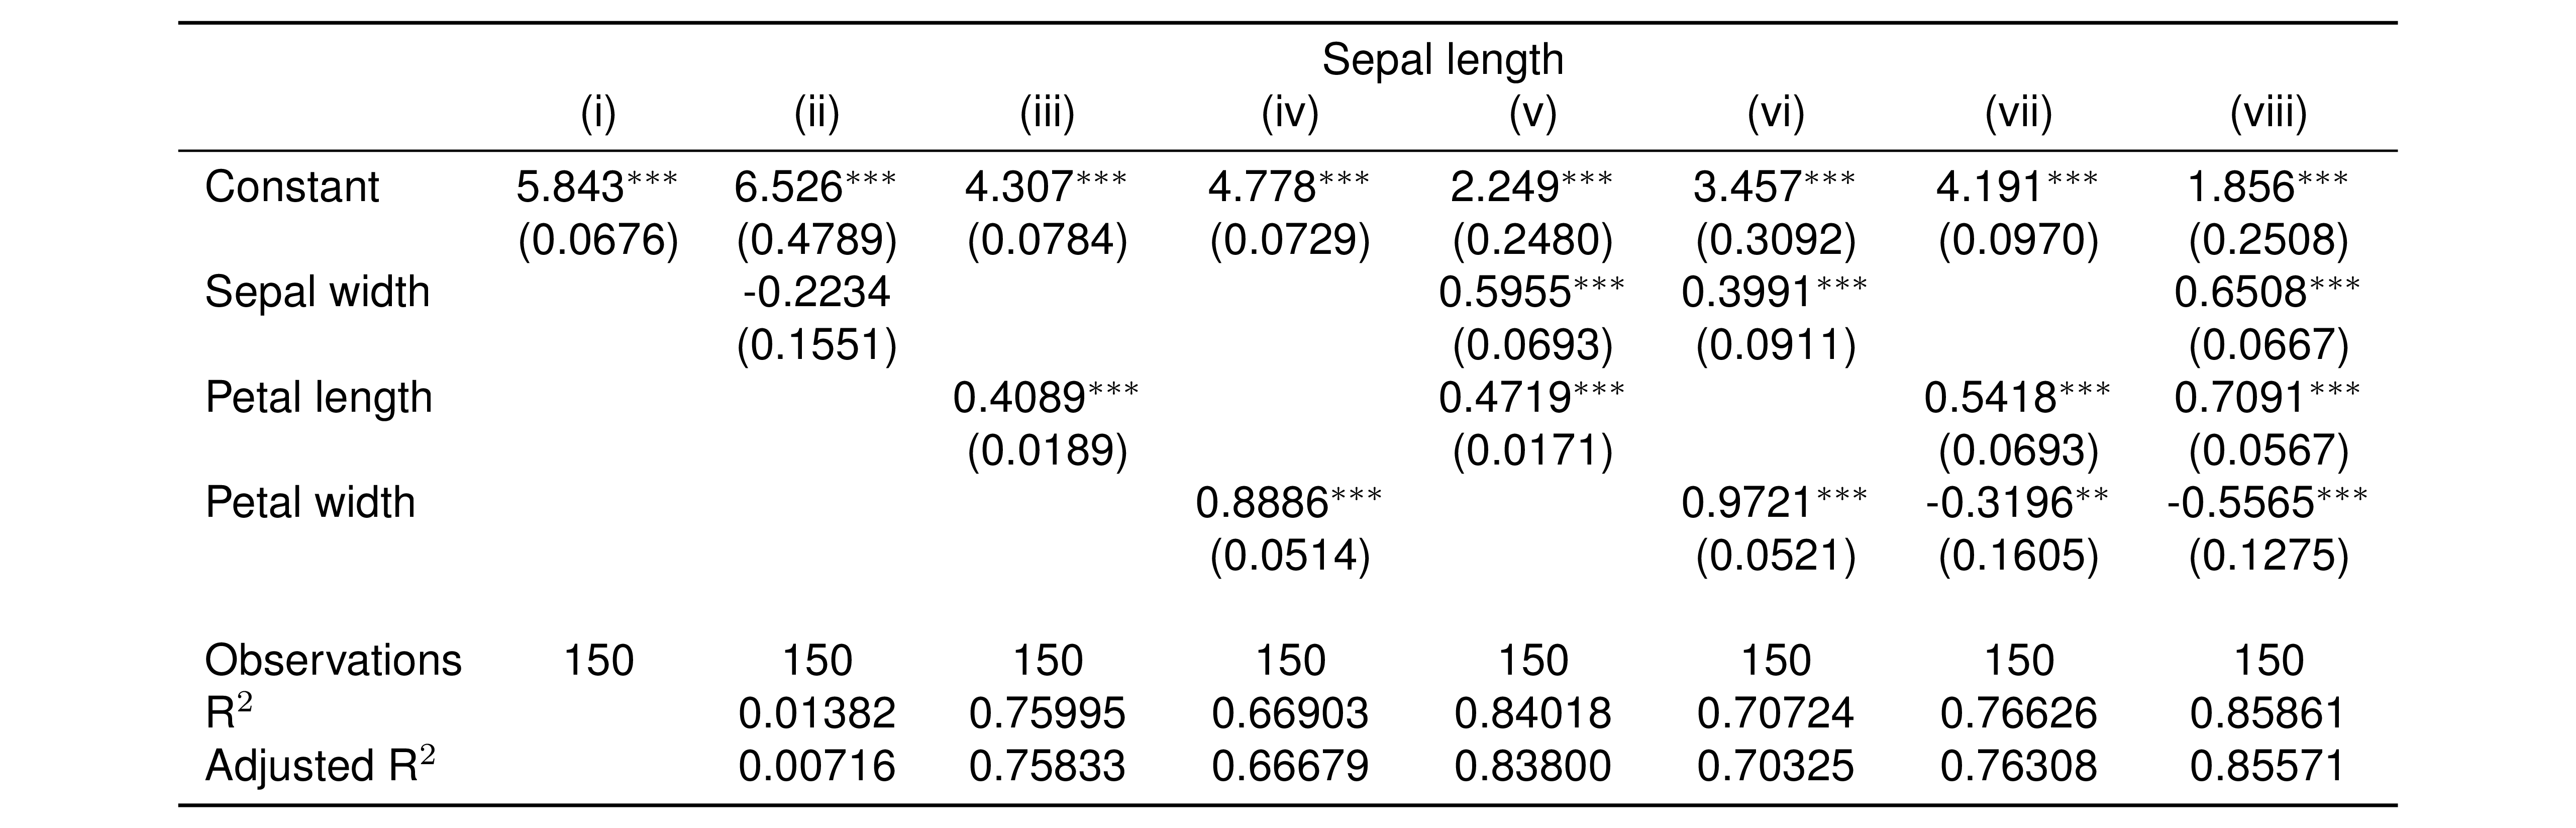 Sepal length
(i) (ii) (iii) (iv) (v) (vi) (vii) (viii)
Constant 5.843*** 6.526*** 4.307*** 4.778*** 2.249*** 3.457*** 4.191*** 1.856***
(0.0676) (0.4789) (0.0784) (0.0729) (0.2480) (0.3092) (0.0970) (0.2508)
Sepal width -0.2234 0.5955*** 0.3991*** 0.6508***
(0.1551) (0.0693) (0.0911) (0.0667)
Petal length 0.4089*** 0.4719*** 0.5418*** 0.7091***
(0.0189) (0.0171) (0.0693) (0.0567)
Petal width 0.8886*** 0.9721*** -0.3196** -0.5565***
(0.0514) (0.0521) (0.1605) (0.1275)
Observations 150 150 150 150 150 150 150 150
R² 0.01382 0.75995 0.66903 0.84018 0.70724 0.76626 0.85861
Adjusted R² 0.00716 0.75833 0.66679 0.83800 0.70325 0.76308 0.85571